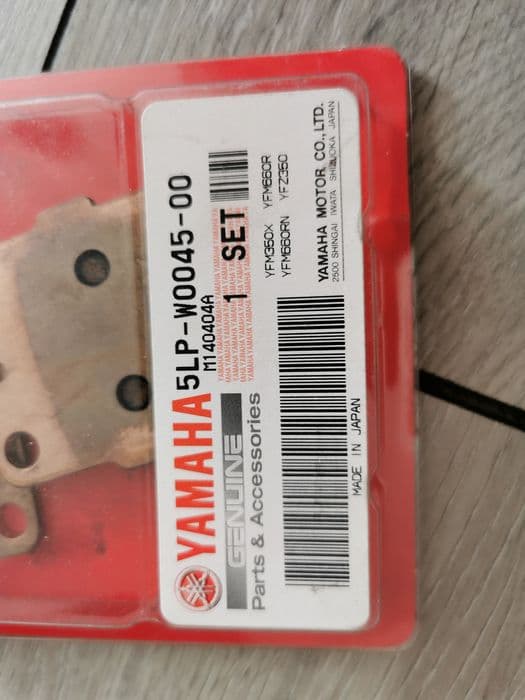 YAMAHA 5LP-W0045-00
M140404A
GENUINE 1 SET
Parts & Accessories
YFM350X YFM660R
YFM660RN YFZ350
YAMAHA MOTOR CO., LTD.
2500 SHINGAI IWATA SHIZUOKA JAPAN
MADE IN JAPAN